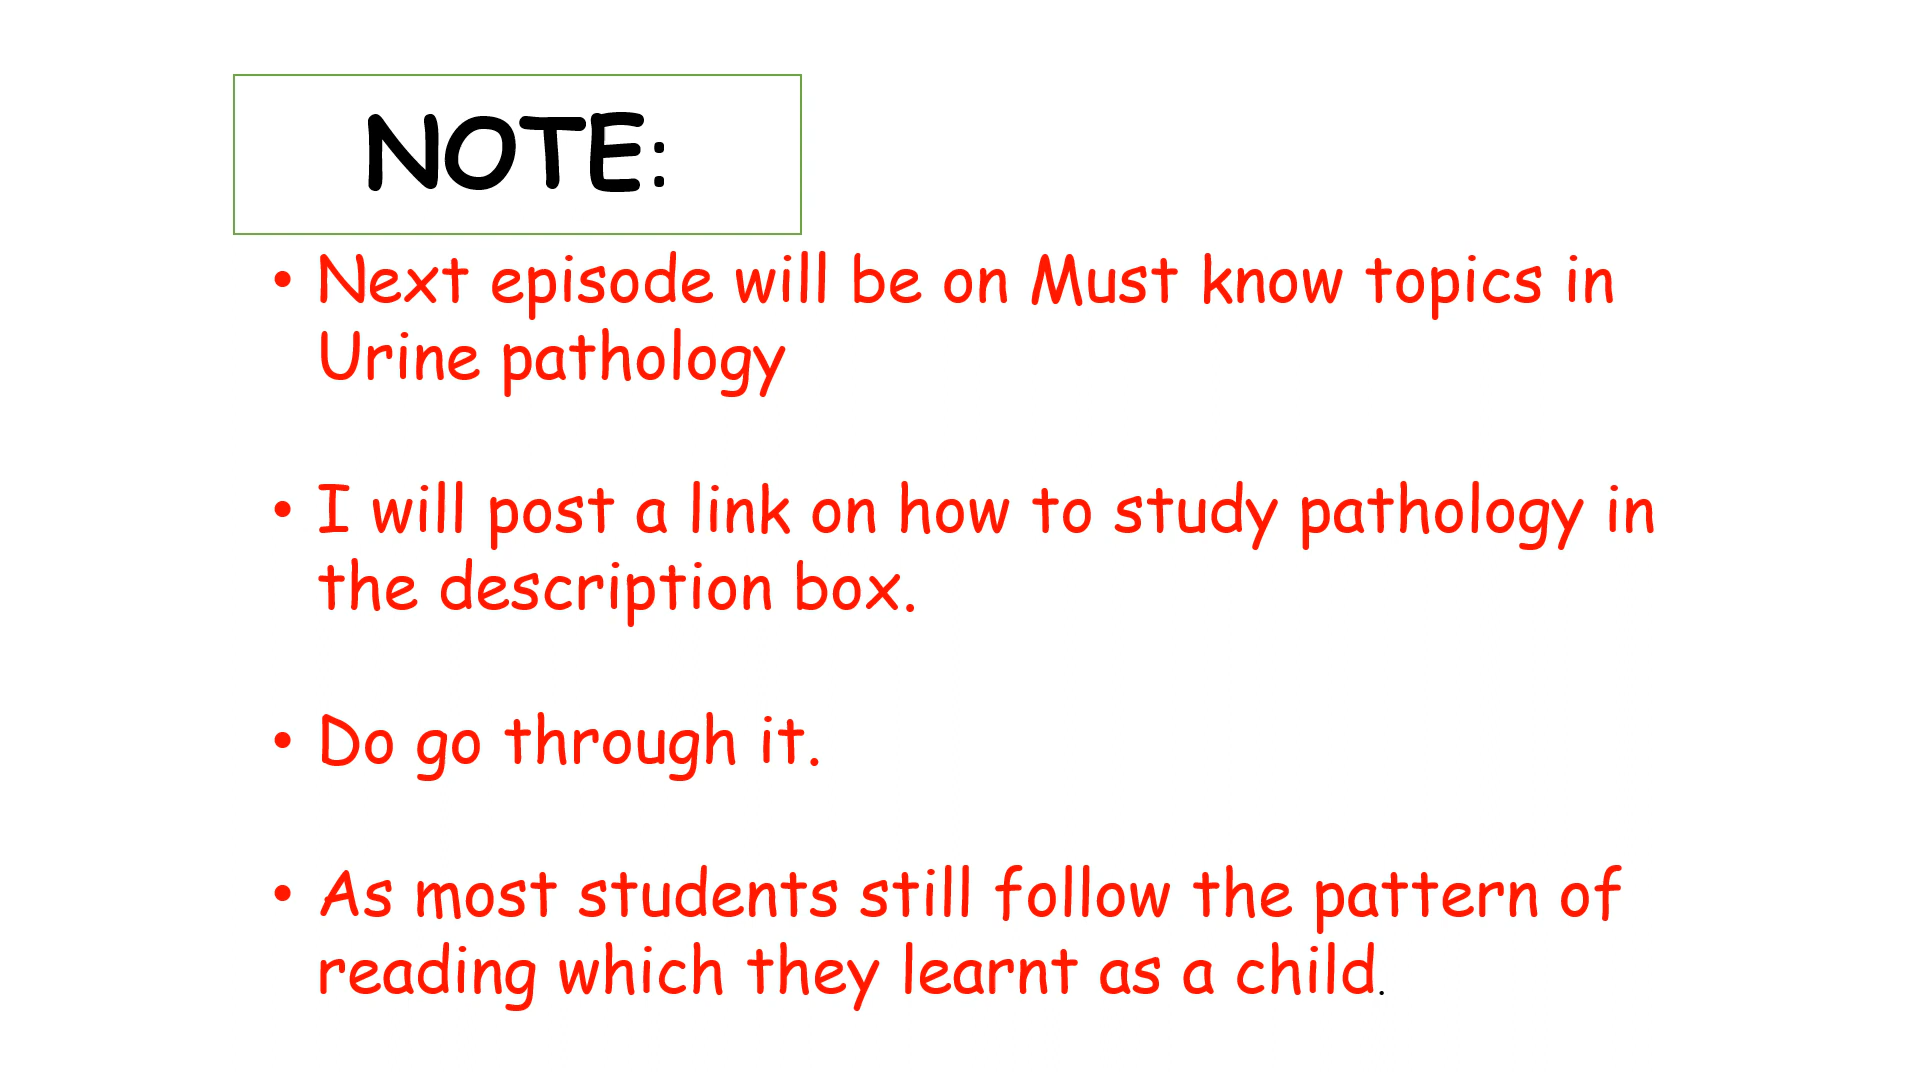 NOTE:
• Next episode will be on Must know topics in
Urine pathology
• I will post a link on how to study pathology in
the description box.
• Do go through it.
• As most students still follow the pattern of
reading which they learnt as a child.